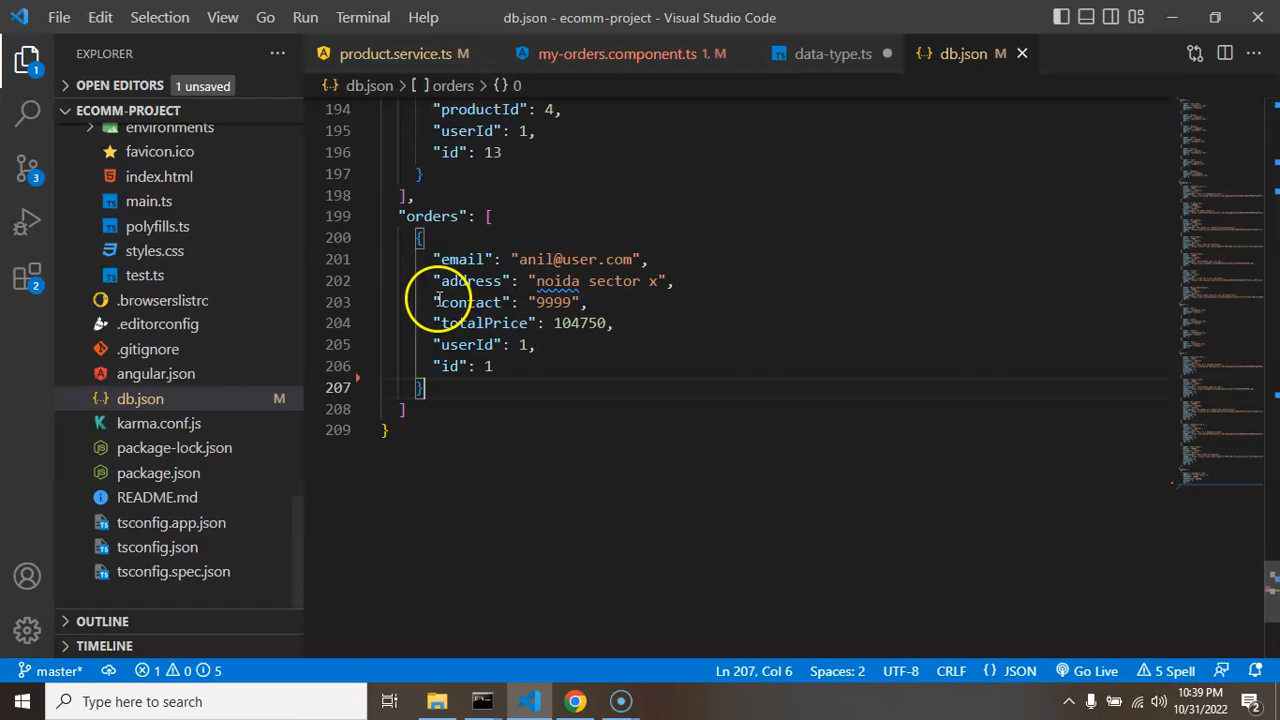 File Edit Selection View Go Run Terminal Help
db.json - ecomm-project - Visual Studio Code
EXPLORER
product.service.ts M
my-orders.component.ts 1, M
data-type.ts
db.json M
OPEN EDITORS 1 unsaved
db.json > [ ] orders > {} 0
ECOMM-PROJECT
environments
favicon.ico
index.html
main.ts
polyfills.ts
styles.css
test.ts
.browserslistrc
.editorconfig
.gitignore
angular.json
db.json M
karma.conf.js
package-lock.json
package.json
README.md
tsconfig.app.json
tsconfig.json
tsconfig.spec.json
OUTLINE
TIMELINE
194 "productId": 4,
195 "userId": 1,
196 "id": 13
197 }
198 ],
199 "orders": [
200 {
201 "email": "anil@user.com",
202 "address": "noida sector x",
203 "contact": "9999",
204 "totalPrice": 104750,
205 "userId": 1,
206 "id": 1
207 }
208 ]
209 }
1
3
2
master* 1 0 5
Ln 207, Col 6 Spaces: 2 UTF-8 CRLF {} JSON Go Live 5 Spell
Type here to search
10:39 PM
10/31/2022
2